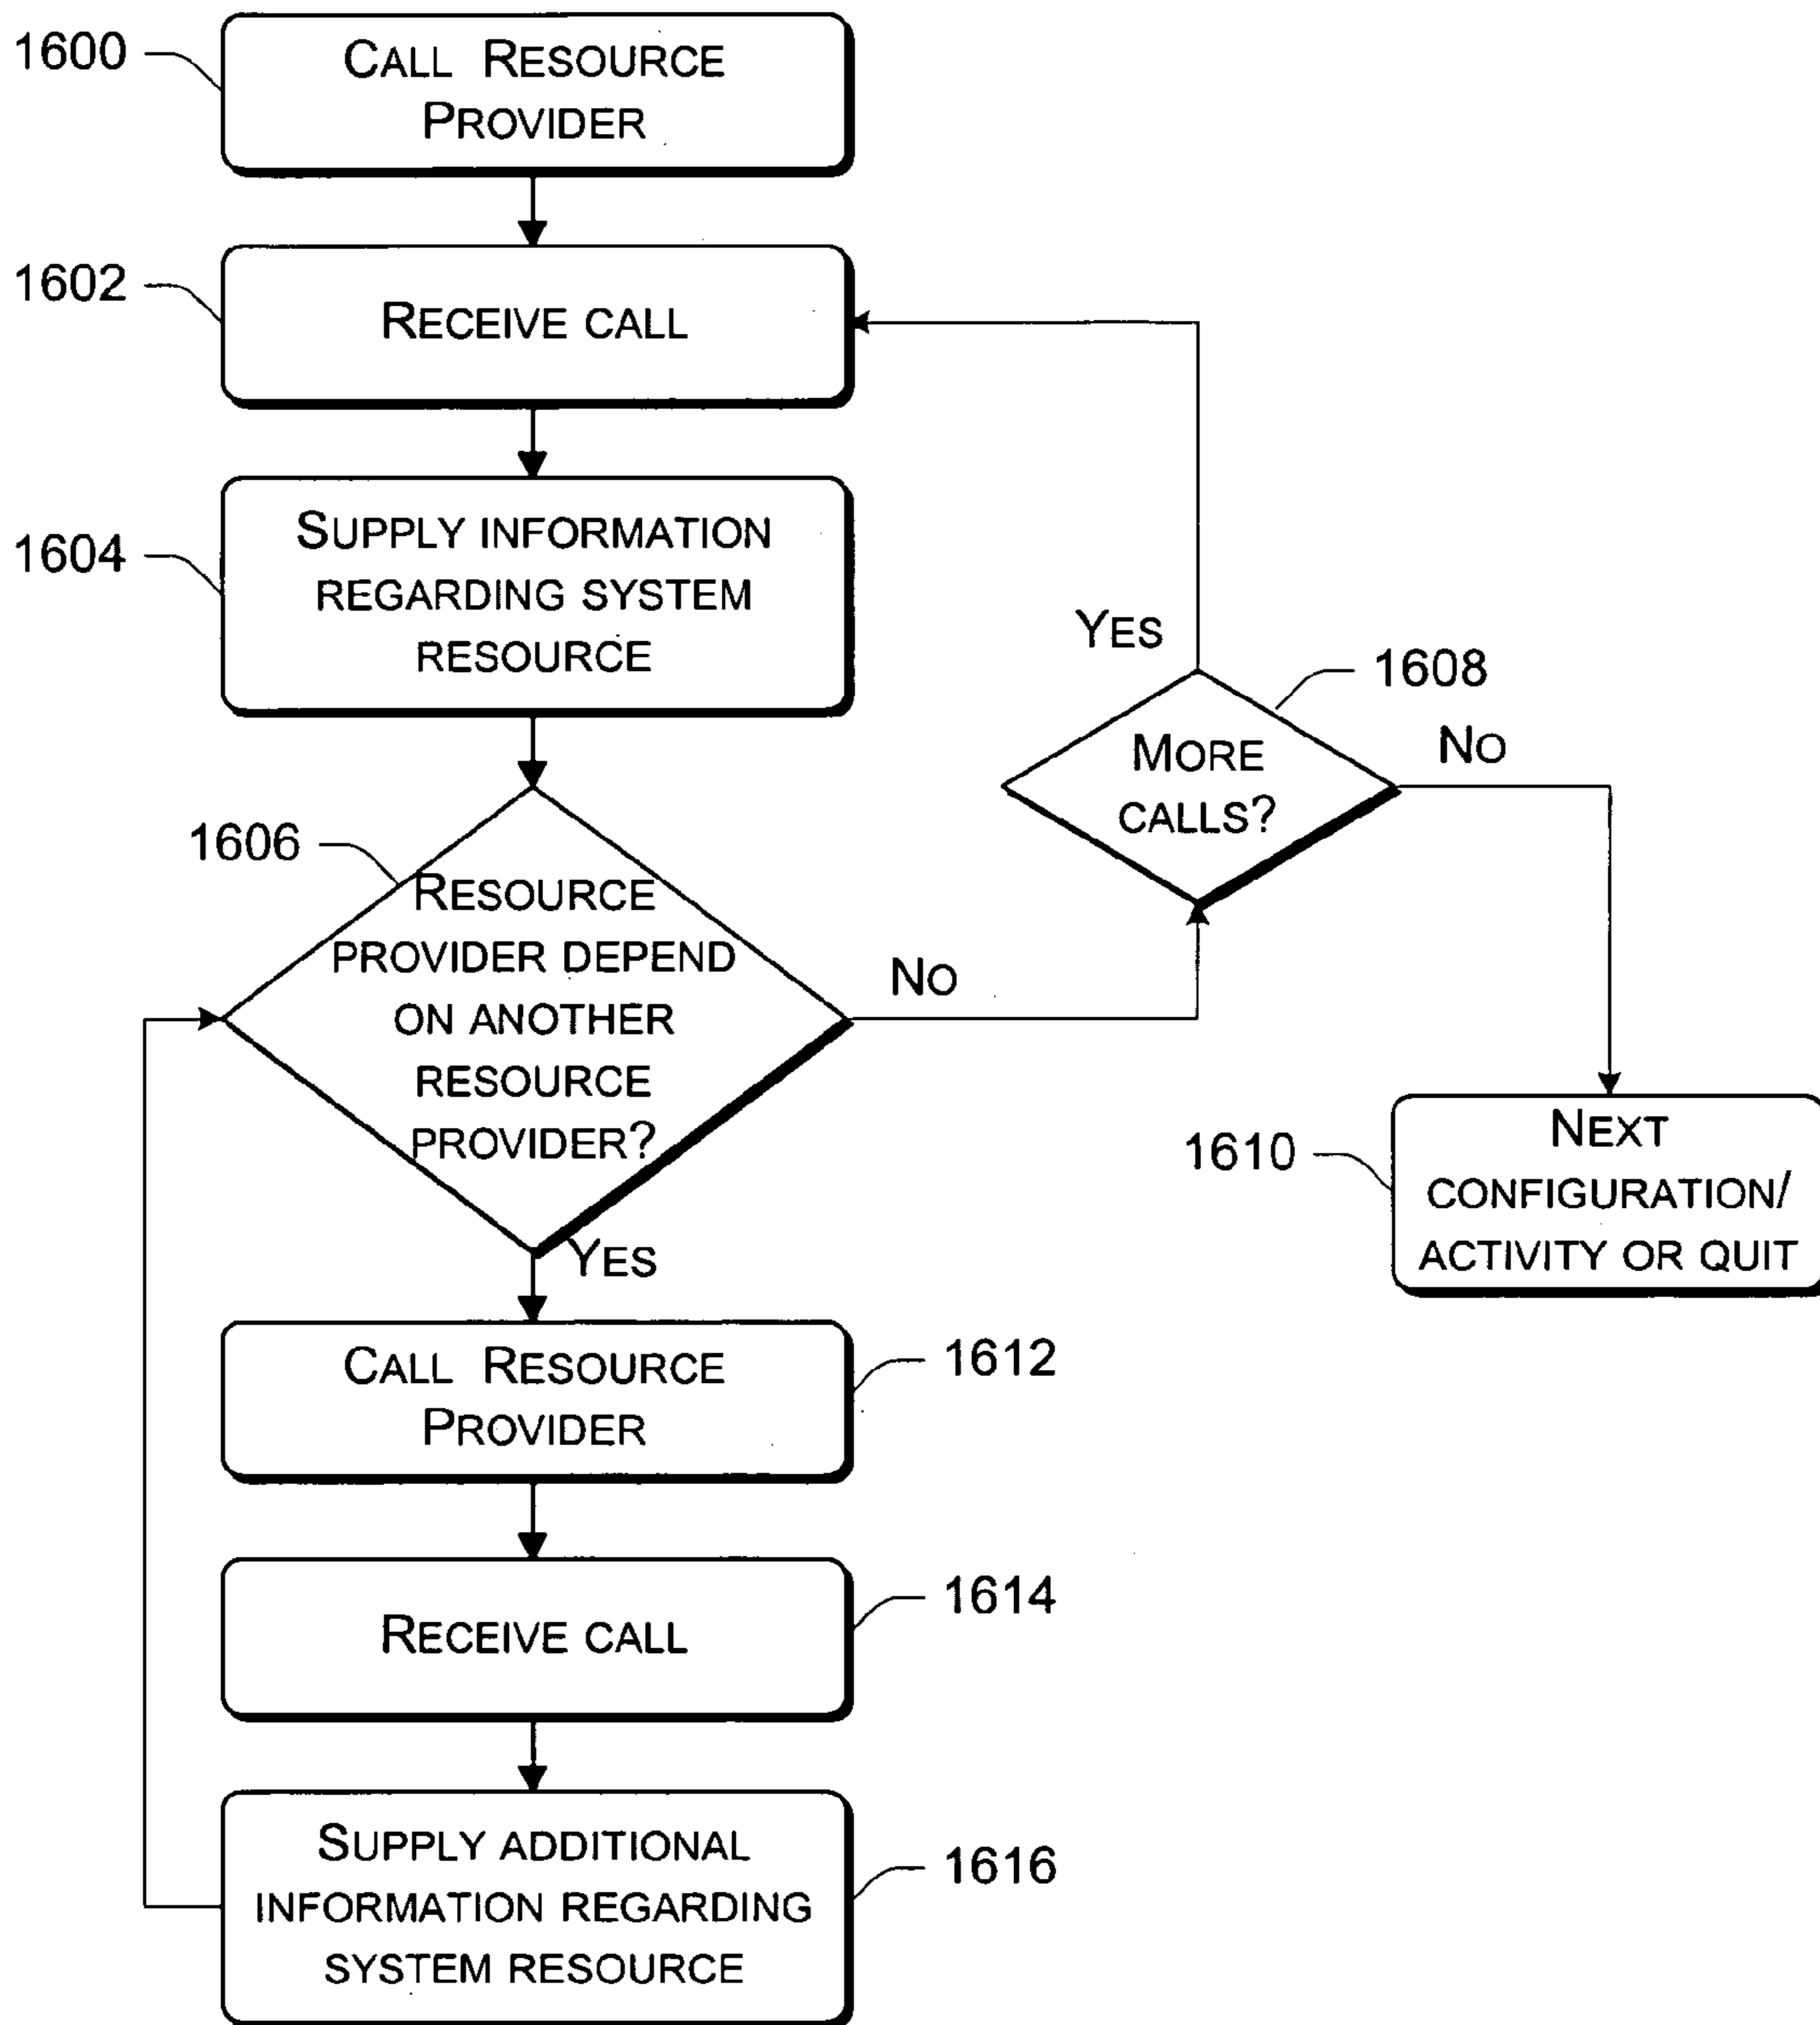 1600
CALL RESOURCE
PROVIDER
1602
RECEIVE CALL
1604
SUPPLY INFORMATION
REGARDING SYSTEM
RESOURCE
YES
1608
MORE
CALLS?
NO
1606
RESOURCE
PROVIDER DEPEND
ON ANOTHER
RESOURCE
PROVIDER?
NO
YES
1610
NEXT
CONFIGURATION/
ACTIVITY OR QUIT
CALL RESOURCE
PROVIDER
1612
RECEIVE CALL
1614
SUPPLY ADDITIONAL
INFORMATION REGARDING
SYSTEM RESOURCE
1616